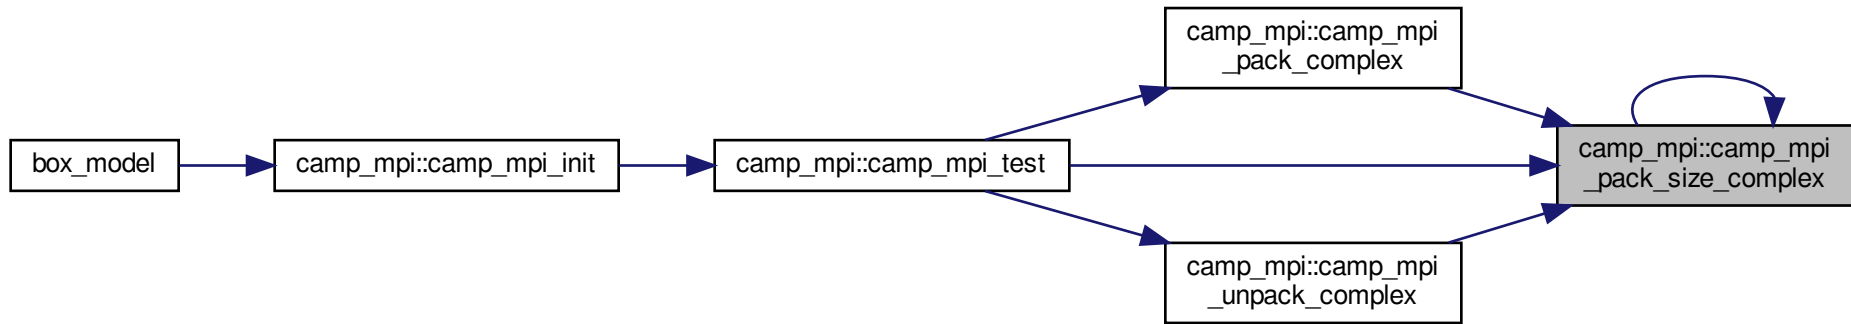 box_model
camp_mpi::camp_mpi_init
camp_mpi::camp_mpi_test
camp_mpi::camp_mpi
_pack_complex
camp_mpi::camp_mpi
_unpack_complex
camp_mpi::camp_mpi
_pack_size_complex